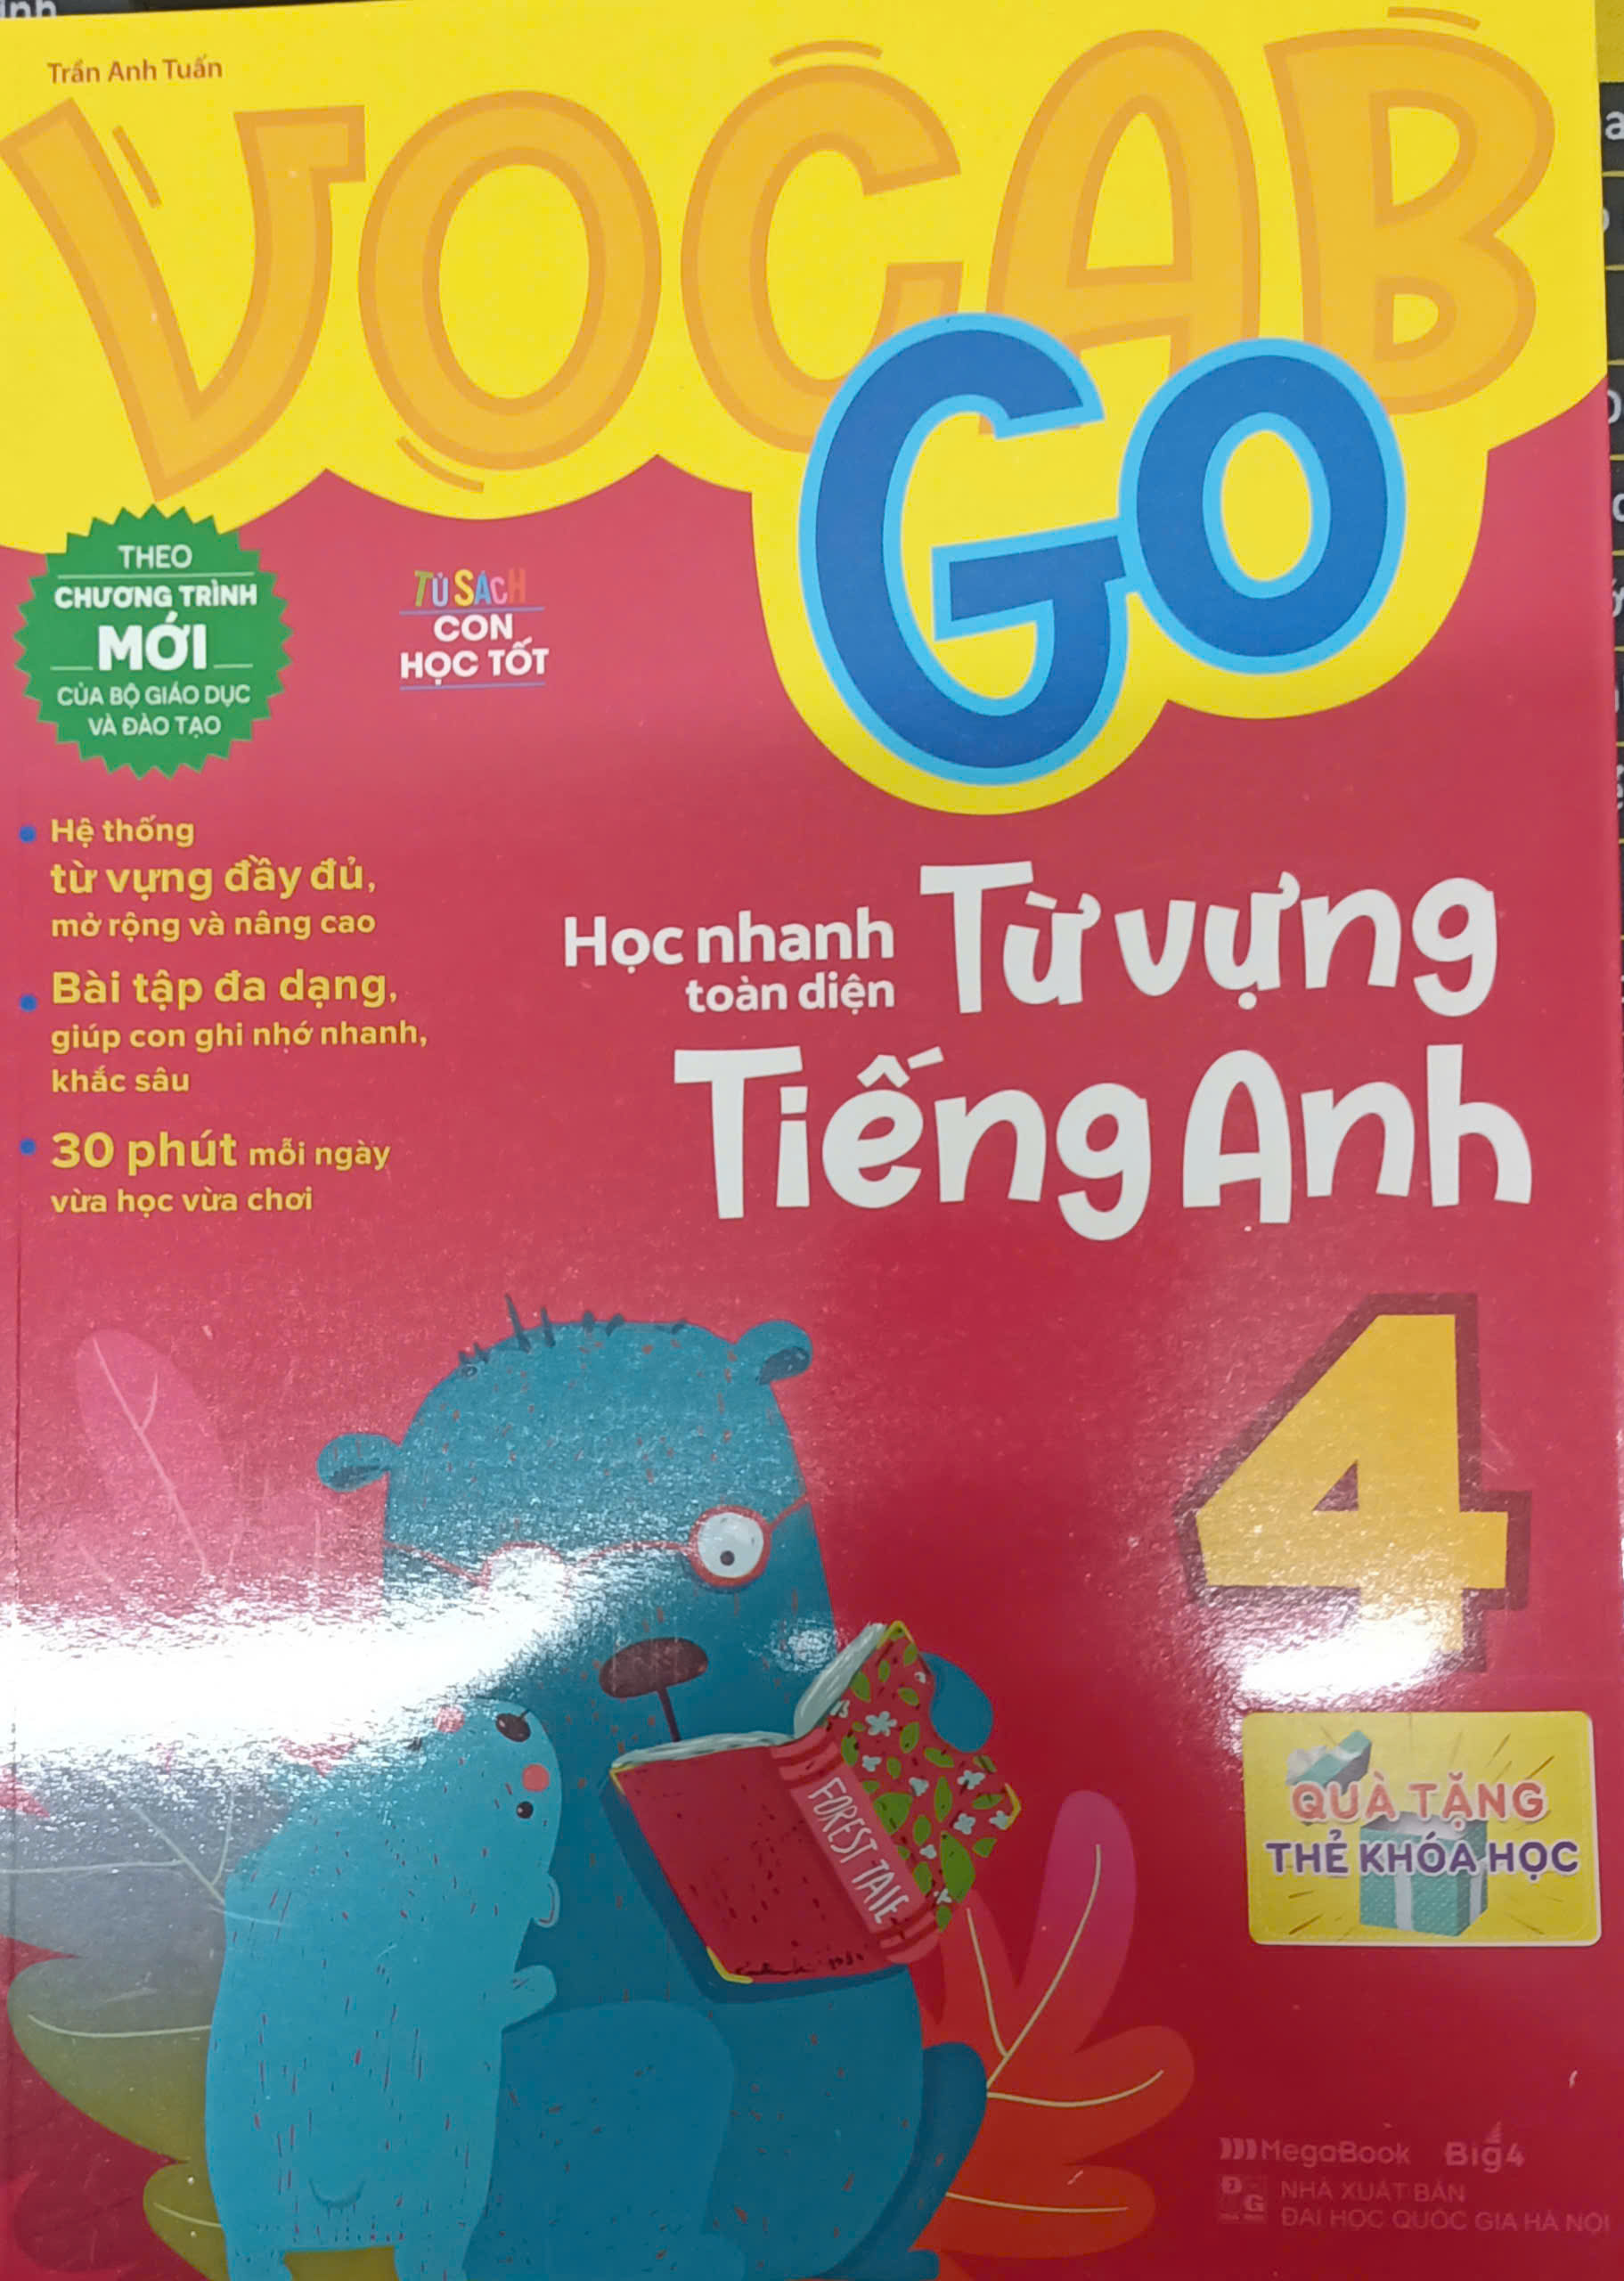 Trần Anh Tuấn
VOCAB
Go
THEO
CHƯƠNG TRÌNH
MỚI
CỦA BỘ GIÁO DỤC
VÀ ĐÀO TẠO
TỦ SÁCH
CON
HỌC TỐT
Hệ thống
từ vựng đầy đủ,
mở rộng và nâng cao
Bài tập đa dạng,
giúp con ghi nhớ nhanh,
khắc sâu
30 phút mỗi ngày
vừa học vừa chơi
Học nhanh
toàn diện
Từ vựng
Tiếng Anh
4
FOREST TALE
QUÀ TẶNG
THẺ KHÓA HỌC
MegaBook Big4
NHÀ XUẤT BẢN
ĐẠI HỌC QUỐC GIA HÀ NỘI